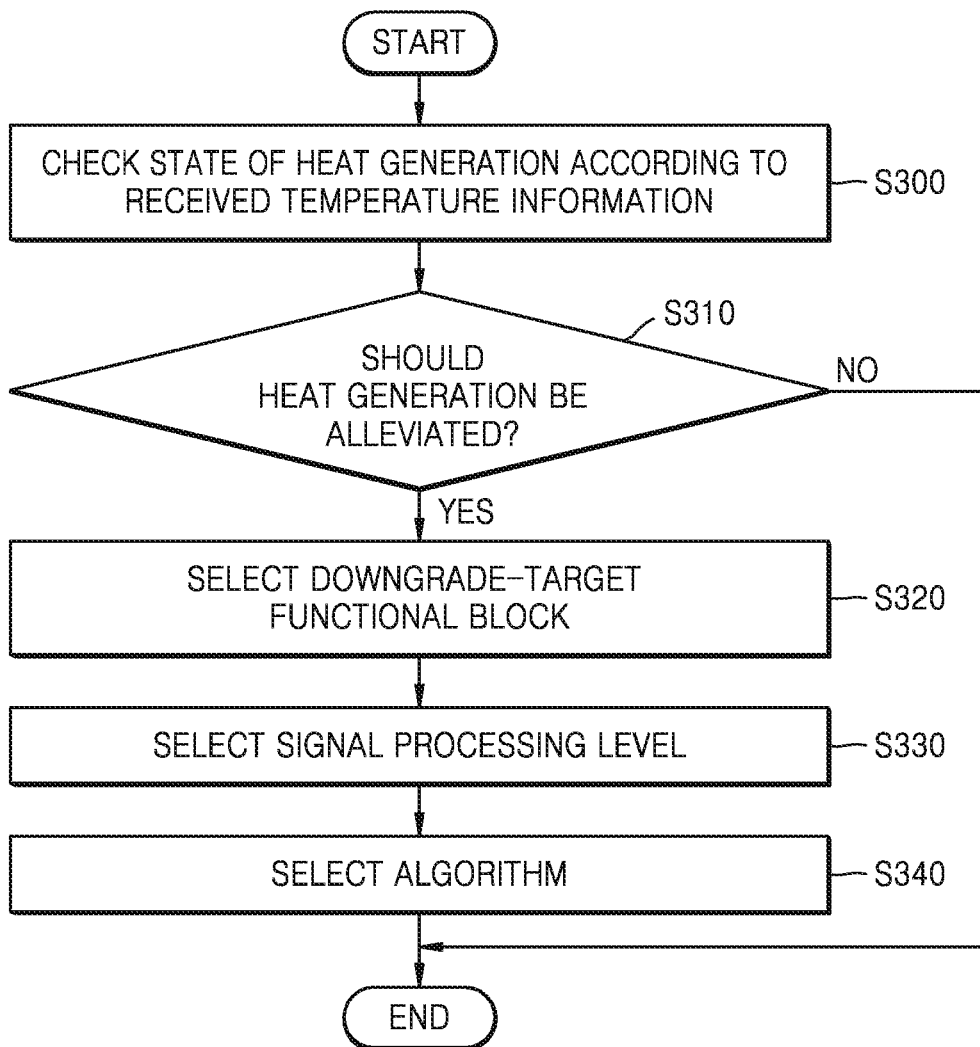 START
CHECK STATE OF HEAT GENERATION ACCORDING TO
RECEIVED TEMPERATURE INFORMATION
S300
S310
SHOULD
HEAT GENERATION BE
ALLEVIATED?
NO
YES
SELECT DOWNGRADE-TARGET
FUNCTIONAL BLOCK
S320
SELECT SIGNAL PROCESSING LEVEL
S330
SELECT ALGORITHM
S340
END